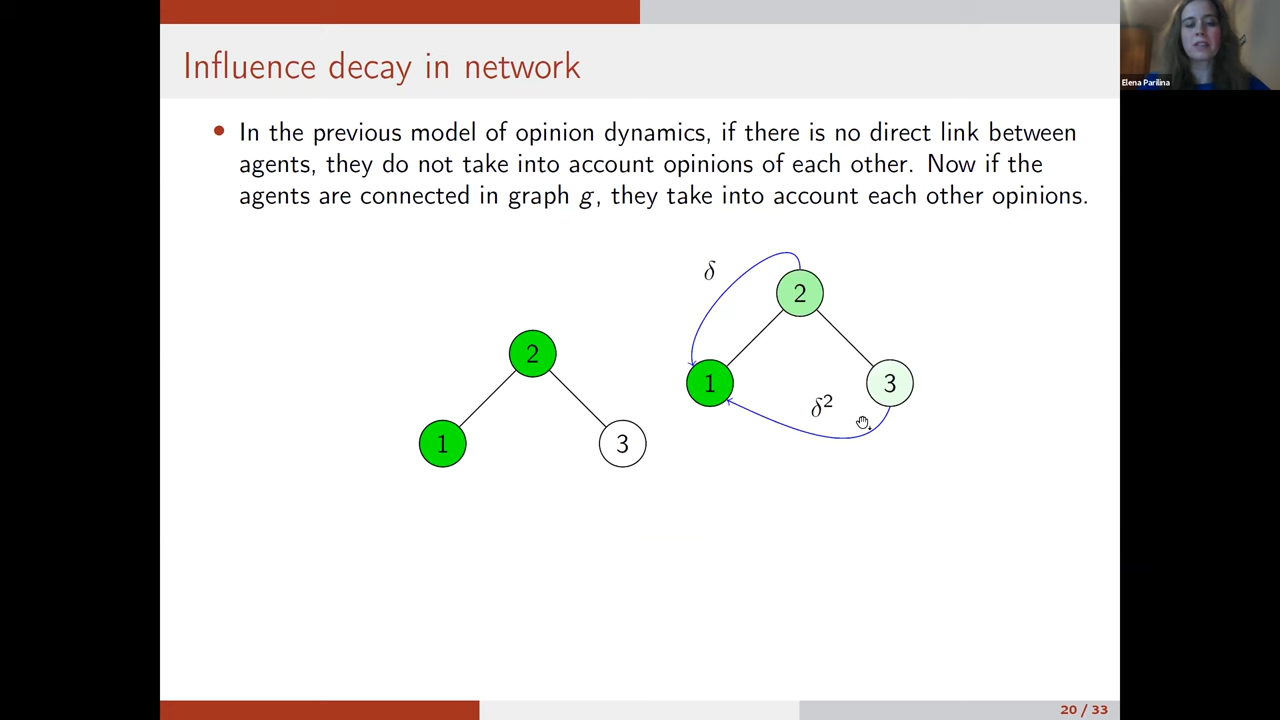 Influence decay in network
Elena Parilina
• In the previous model of opinion dynamics, if there is no direct link between
agents, they do not take into account opinions of each other. Now if the
agents are connected in graph g, they take into account each other opinions.
δ
2
2
1
3
δ²
1
3
20 / 33